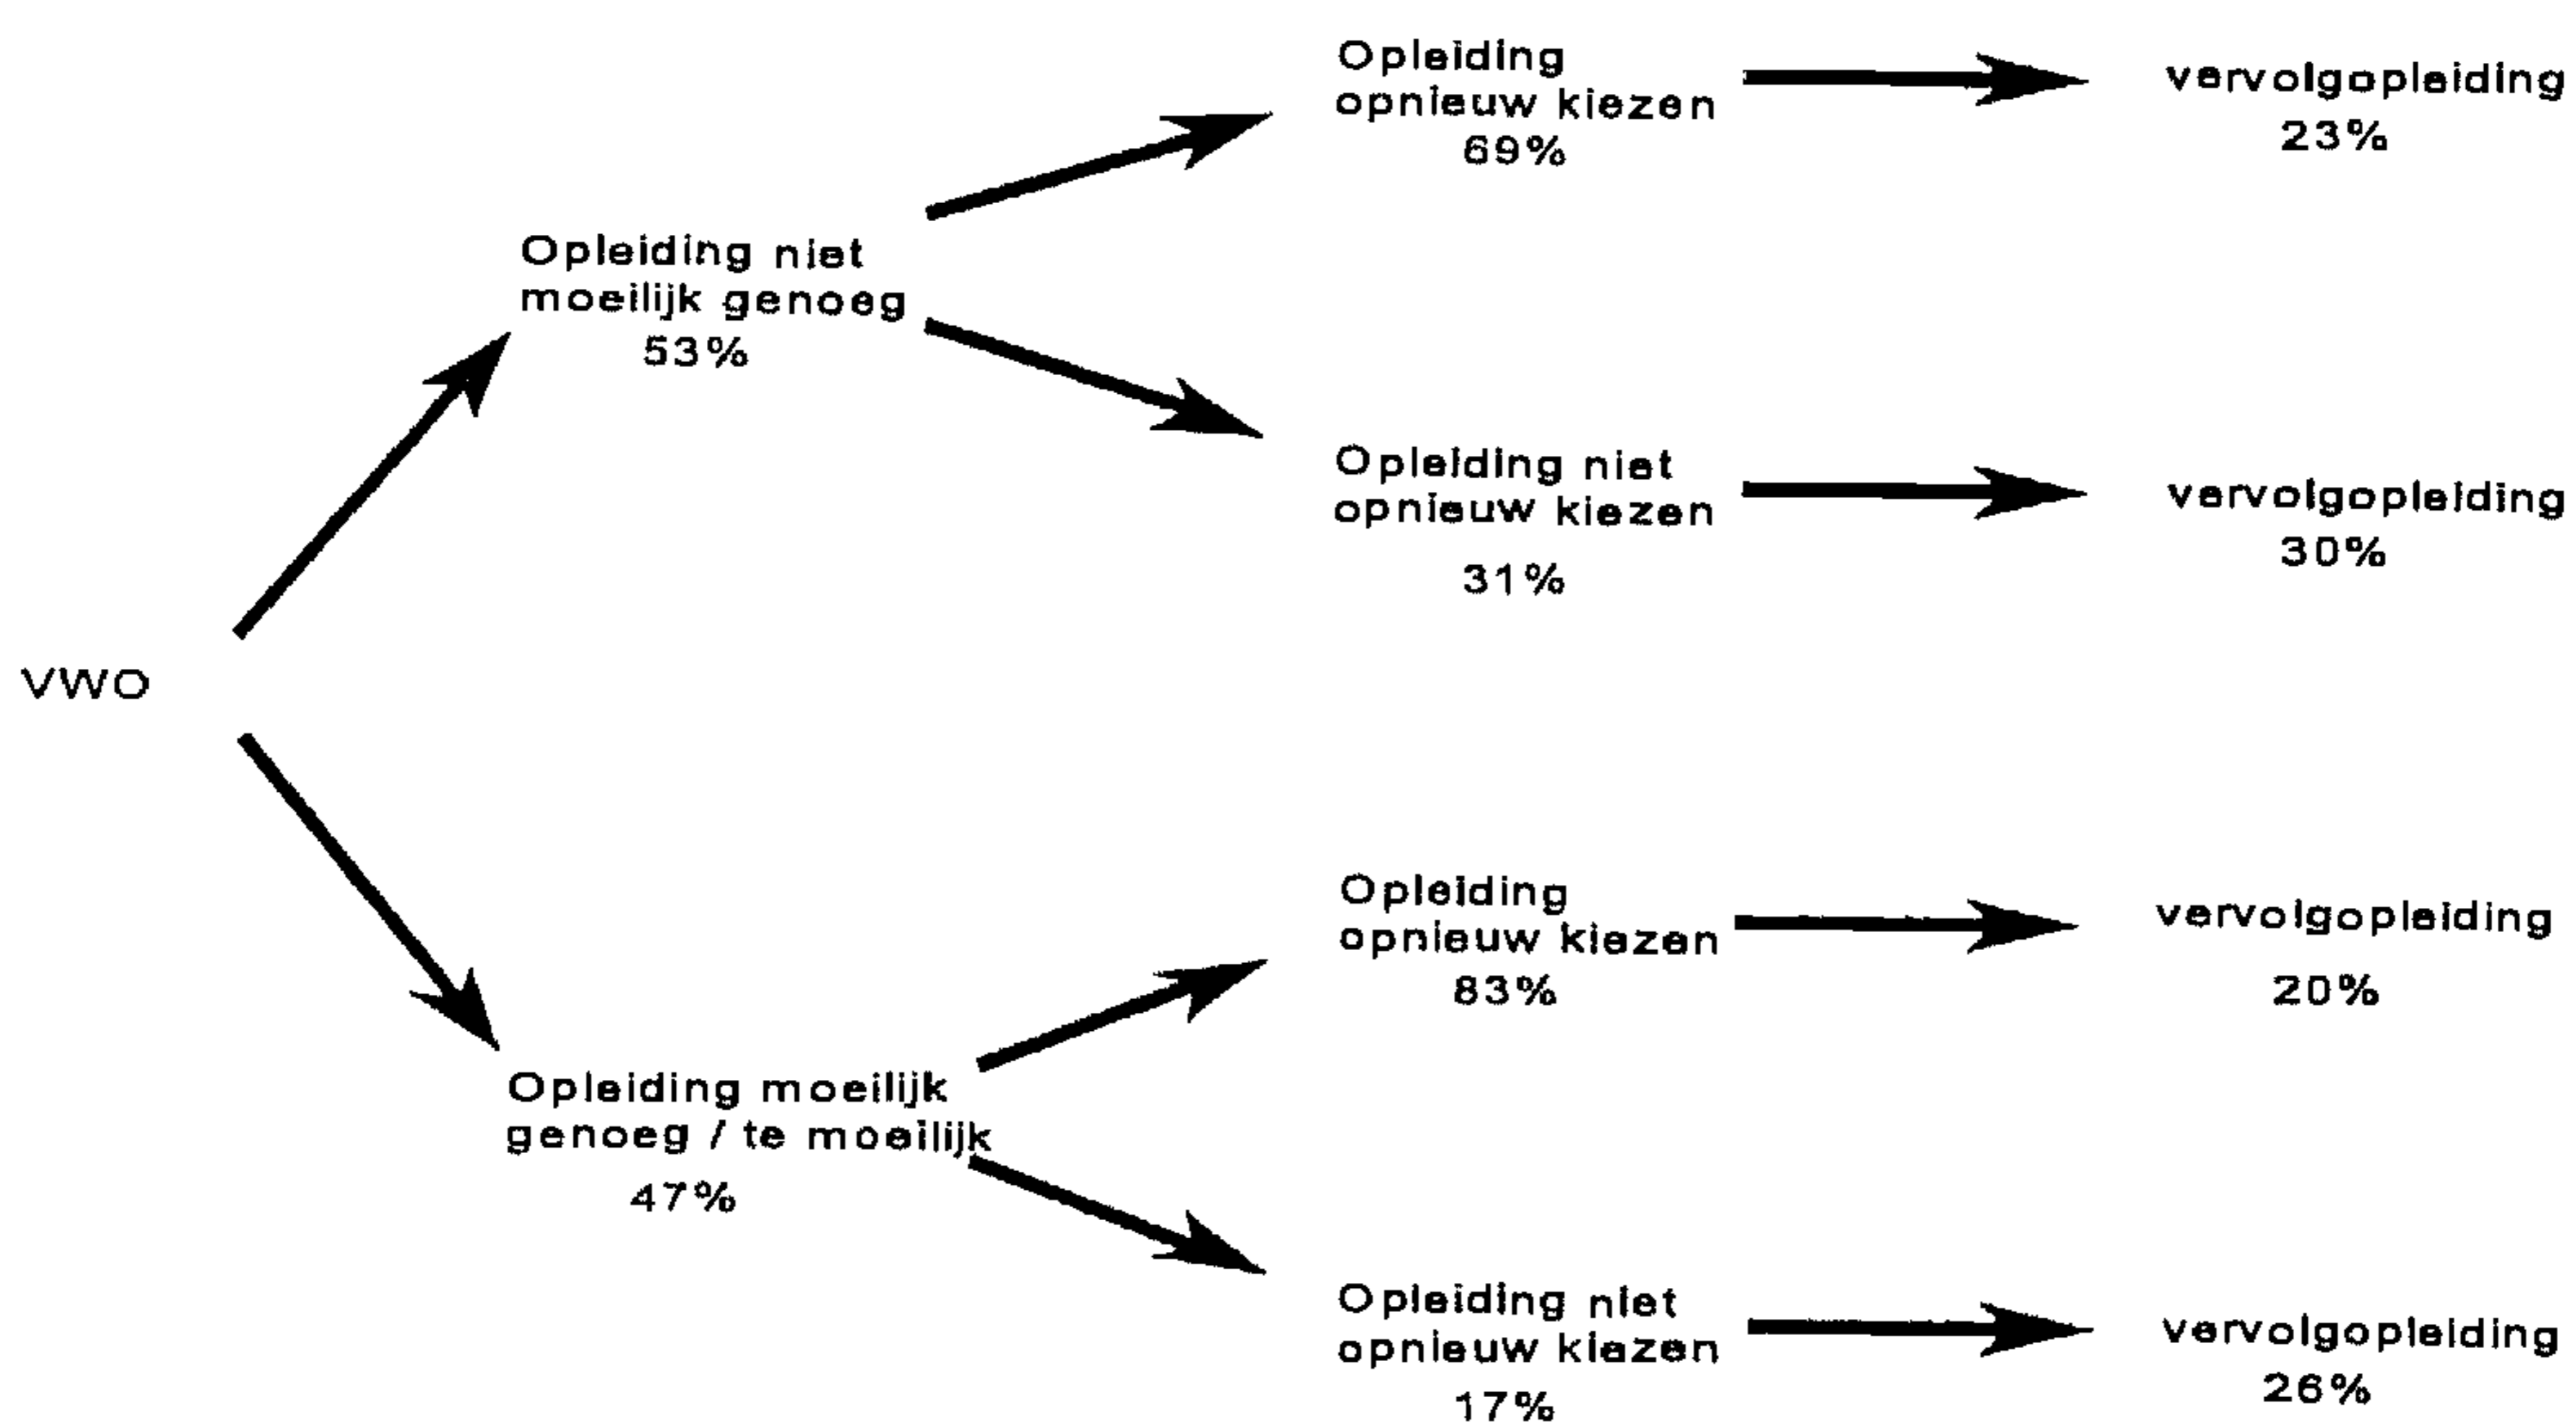 VWO
Opleiding niet
moeilijk genoeg
53%
Opleiding
opnieuw kiezen
69%
vervolgopleiding
23%
Opleiding niet
opnieuw kiezen
31%
vervolgopleiding
30%
Opleiding moeilijk
genoeg / te moeilijk
47%
Opleiding
opnieuw kiezen
83%
vervolgopleiding
20%
Opleiding niet
opnieuw kiezen
17%
vervolgopleiding
26%